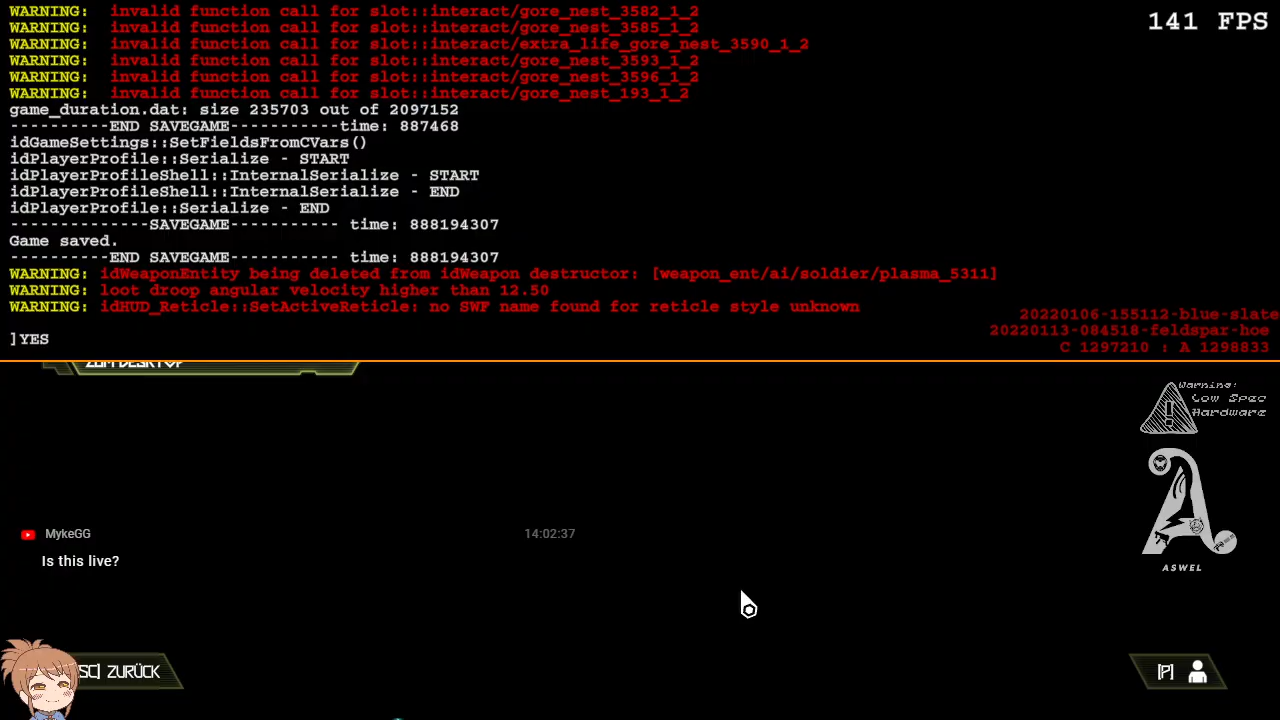 WARNING: invalid function call for slot::interact/gore_nest_3582_1_2
WARNING: invalid function call for slot::interact/gore_nest_3585_1_2
WARNING: invalid function call for slot::interact/extra_life_gore_nest_3590_1_2
WARNING: invalid function call for slot::interact/gore_nest_3593_1_2
WARNING: invalid function call for slot::interact/gore_nest_3596_1_2
WARNING: invalid function call for slot::interact/gore_nest_193_1_2
141 FPS
game_duration.dat: size 235703 out of 2097152
----------END SAVEGAME-----------time: 887468
idGameSettings::SetFieldsFromCVars()
idPlayerProfile::Serialize - START
idPlayerProfileShell::InternalSerialize - START
idPlayerProfileShell::InternalSerialize - END
idPlayerProfile::Serialize - END
--------------SAVEGAME----------- time: 888194307
Game saved.
----------END SAVEGAME----------- time: 888194307
WARNING: idWeaponEntity being deleted from idWeapon destructor: [weapon_ent/ai/soldier/plasma_5311]
WARNING: loot droop angular velocity higher than 12.50
WARNING: idHUD_Reticle::SetActiveReticle: no SWF name found for reticle style unknown
20220106-155112-blue-slate
20220113-084518-feldspar-hoe
C 1297210 : A 1298833
]YES
ZUM DESKTOP
Warning:
Low Spec
Hardware
MykeGG 14:02:37
Is this live?
ASWEL
SC] ZURÜCK
[P]